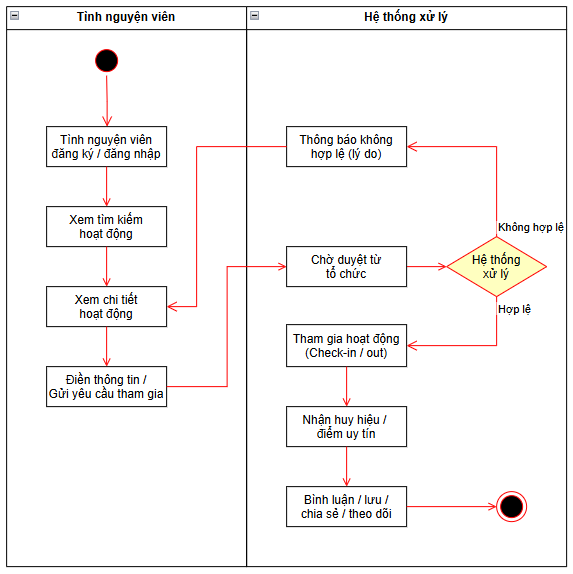 Tình nguyện viên
Hệ thống xử lý
Tình nguyện viên
đăng ký / đăng nhập
Xem tìm kiếm
hoạt động
Xem chi tiết
hoạt động
Điền thông tin /
Gửi yêu cầu tham gia
Thông báo không
hợp lệ (lý do)
Không hợp lệ
Chờ duyệt từ
tổ chức
Hệ thống
xử lý
Hợp lệ
Tham gia hoạt động
(Check-in / out)
Nhận huy hiệu /
điểm uy tín
Bình luận / lưu /
chia sẻ / theo dõi